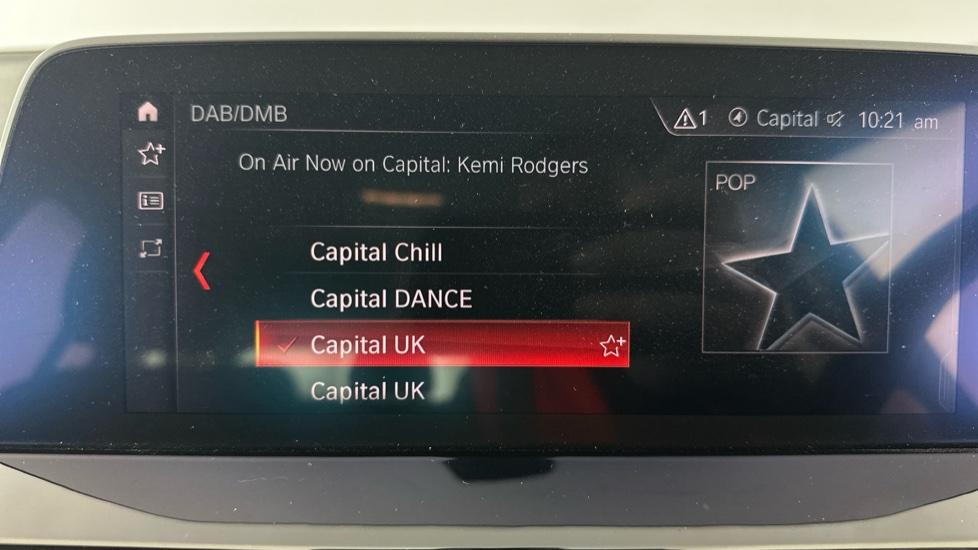 DAB/DMB
1 Capital 10:21 am
On Air Now on Capital: Kemi Rodgers
POP
Capital Chill
Capital DANCE
Capital UK
Capital UK